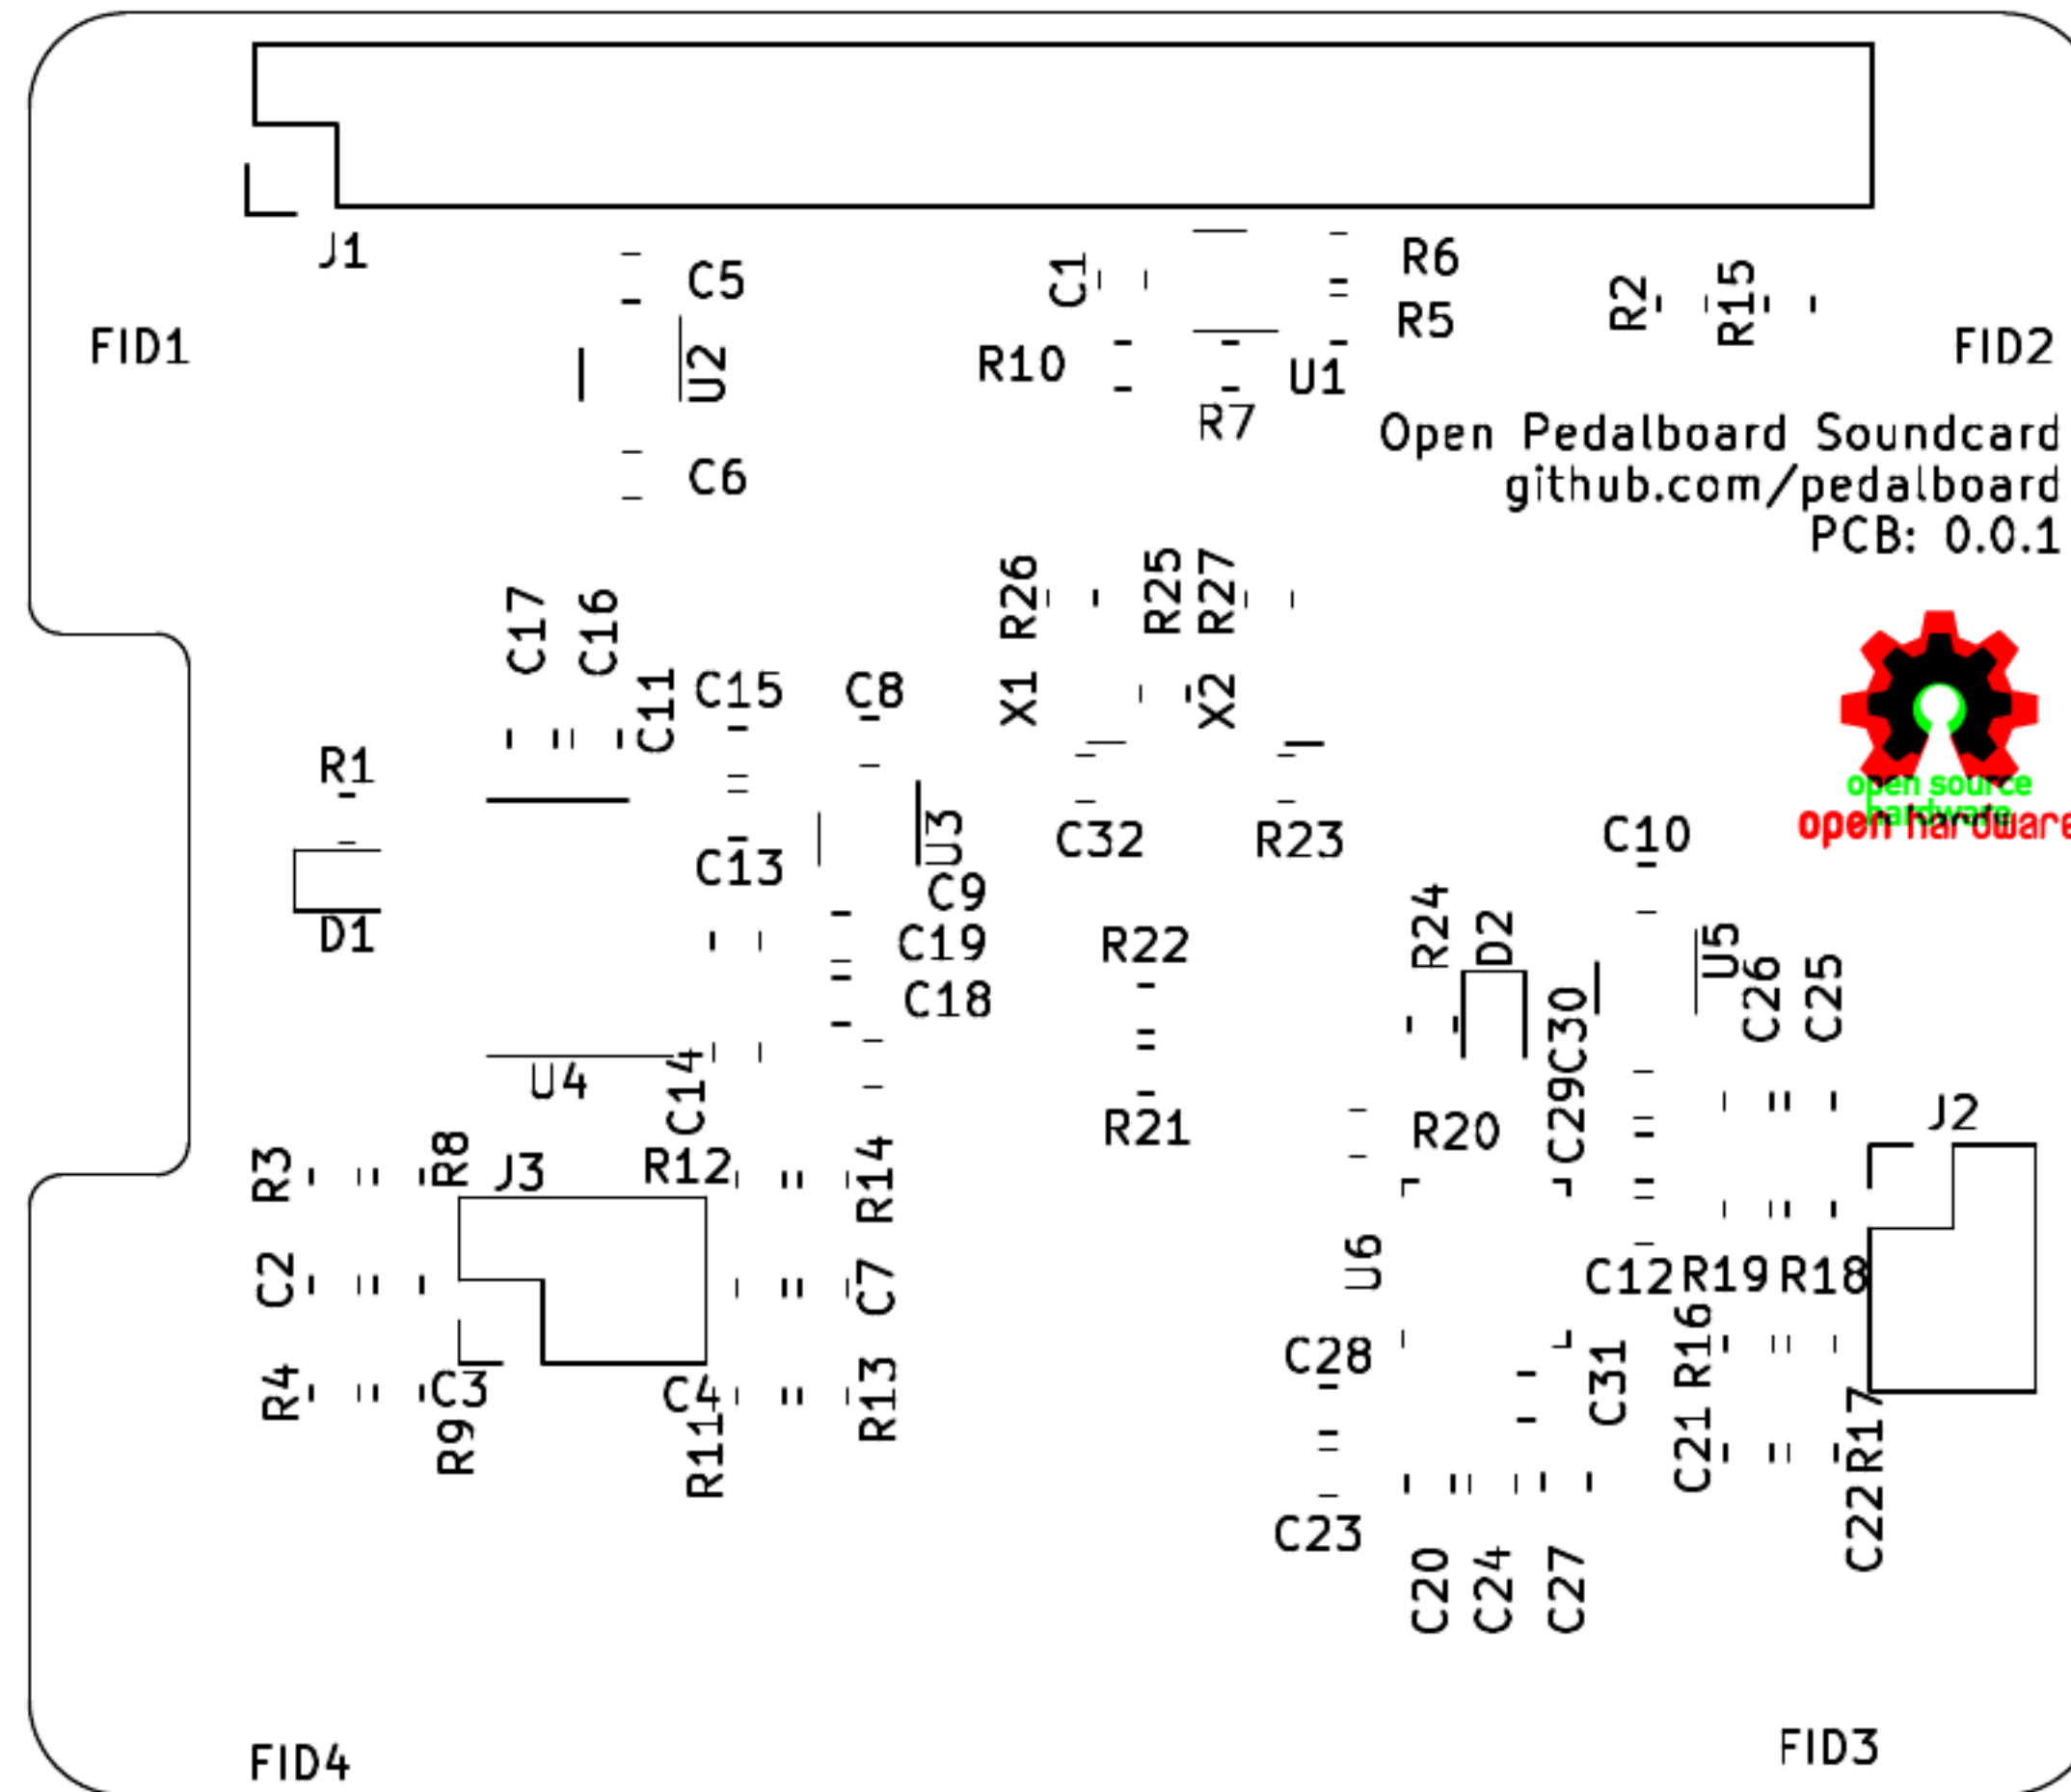 J1
C5
C1
R6
R2
R15
R5
FID1
U2
R10
U1
FID2
R7
Open Pedalboard Soundcard
github.com/pedalboard
PCB: 0.0.1
C6
C17
C16
R26
R25
R27
C11
C15
C8
X1
X2
R1
open source
hardware
open hardware
U3
C32
R23
C10
C13
C9
D1
C19
R22
R24
D2
U5
C26
C25
C18
C30
U4
C14
R21
R20
C29
J2
R3
R8
J3
R12
R14
C2
C7
U6
C12
R19
R18
C28
R16
C31
R4
C3
C4
R13
R9
R11
C21
R17
C23
C22
C20
C24
C27
FID4
FID3